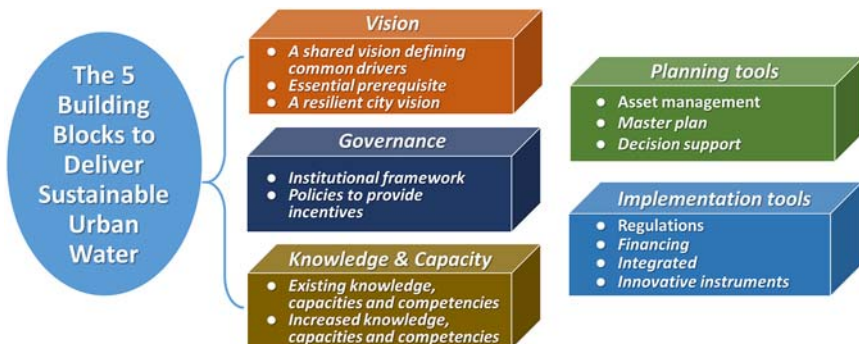 The 5
Building
Blocks to
Deliver
Sustainable
Urban
Water
Vision
● A shared vision defining
common drivers
● Essential prerequisite
● A resilient city vision
Governance
● Institutional framework
● Policies to provide
incentives
Knowledge & Capacity
● Existing knowledge,
capacities and competencies
● Increased knowledge,
capacities and competencies
Planning tools
● Asset management
● Master plan
● Decision support
Implementation tools
● Regulations
● Financing
● Integrated
● Innovative instruments